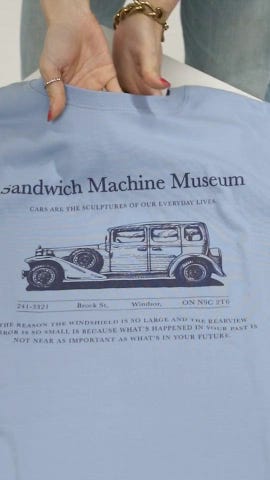 Sandwich Machine Museum
CARS ARE THE SCULPTURES OF OUR EVERYDAY LIVES.
241-3321 Brock St, Windsor, ON N9C 2T6
THE REASON THE WINDSHIELD IS SO LARGE AND THE REARVIEW
MIRROR IS SO SMALL IS BECAUSE WHAT'S HAPPENED IN YOUR PAST IS
NOT NEAR AS IMPORTANT AS WHAT'S IN YOUR FUTURE.